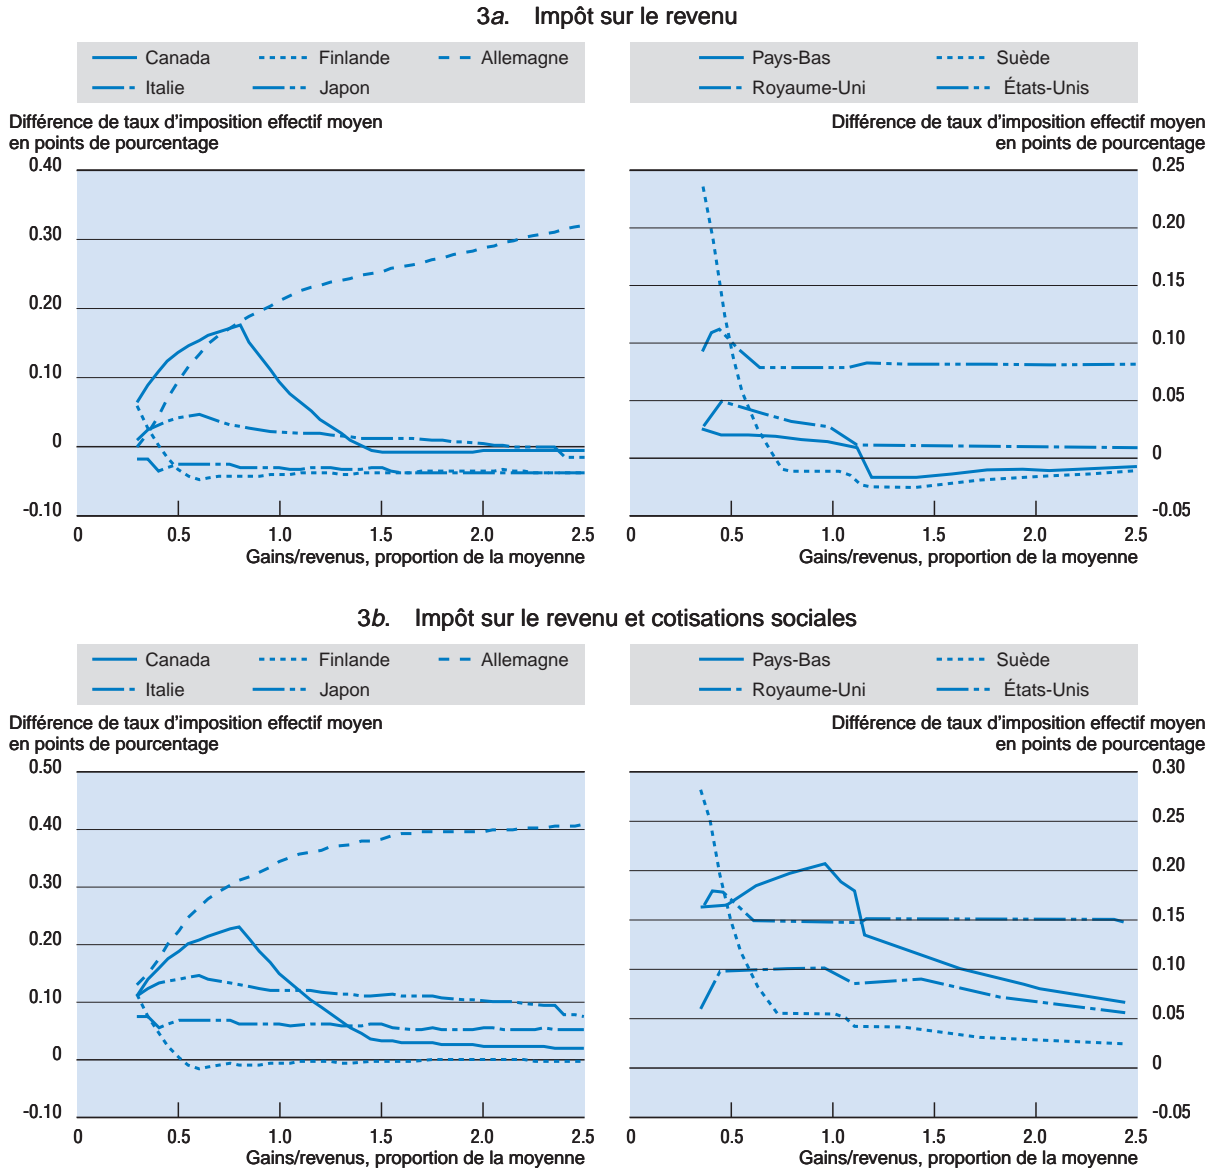 3a. Impôt sur le revenu
Canada Finlande Allemagne
Italie Japon
Pays-Bas Suède
Royaume-Uni États-Unis
Différence de taux d'imposition effectif moyen
en points de pourcentage
Différence de taux d'imposition effectif moyen
en points de pourcentage
0.40
0.30
0.20
0.10
0
-0.10
0 0.5 1.0 1.5 2.0 2.5
Gains/revenus, proportion de la moyenne
0.25
0.20
0.15
0.10
0.05
0
-0.05
0 0.5 1.0 1.5 2.0 2.5
Gains/revenus, proportion de la moyenne
3b. Impôt sur le revenu et cotisations sociales
Canada Finlande Allemagne
Italie Japon
Pays-Bas Suède
Royaume-Uni États-Unis
Différence de taux d'imposition effectif moyen
en points de pourcentage
Différence de taux d'imposition effectif moyen
en points de pourcentage
0.50
0.40
0.30
0.20
0.10
0
-0.10
0 0.5 1.0 1.5 2.0 2.5
Gains/revenus, proportion de la moyenne
0.30
0.25
0.20
0.15
0.10
0.05
0
-0.05
0 0.5 1.0 1.5 2.0 2.5
Gains/revenus, proportion de la moyenne